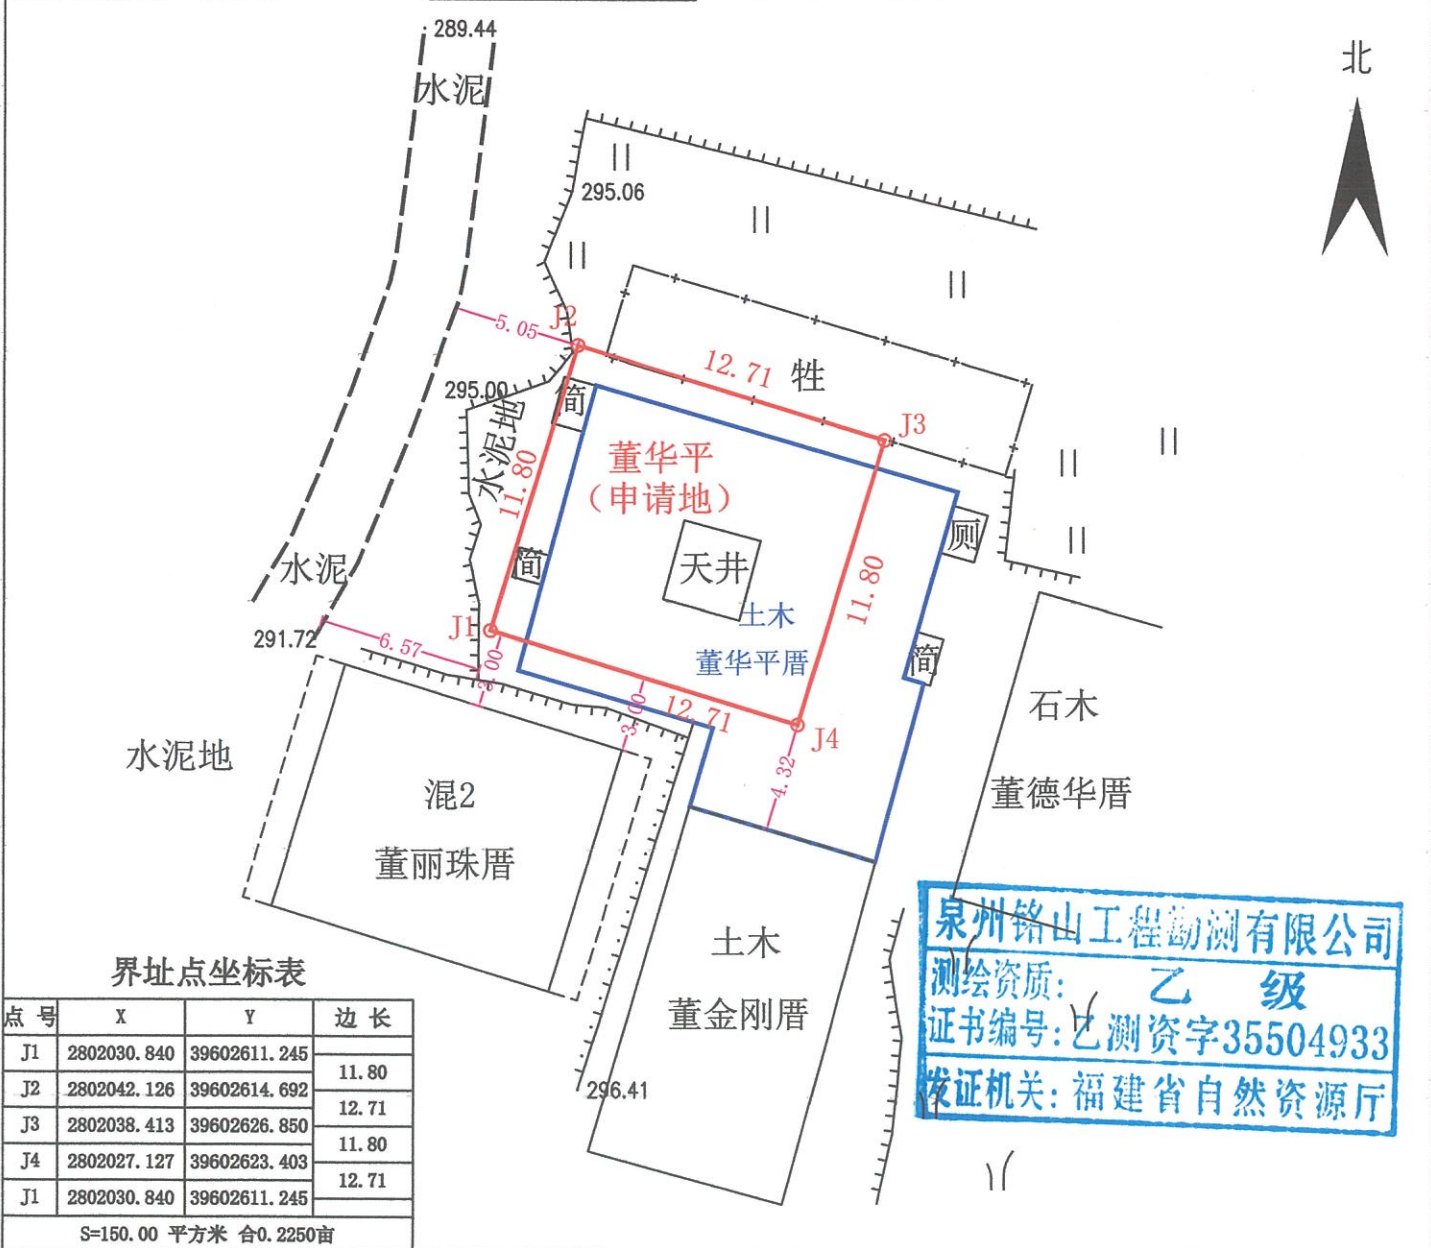 289.44
北
水泥
295.06
J2
5.05
12.71
牲
295.00
简
J3
水泥地
董华平
（申请地）
11.80
厕
天井
简
水泥
11.80
土木
J1
291.72
6.57
董华平厝
简
3.00
12.71
石木
J4
水泥地
4.32
混2
董德华厝
董丽珠厝
土木
董金刚厝
296.41
泉州铭山工程勘测有限公司
测绘资质: 乙 级
证书编号:乙测资字35504933
发证机关:福建省自然资源厅
界址点坐标表
点 号 X Y 边 长
J1 2802030.840 39602611.245
11.80
J2 2802042.126 39602614.692
12.71
J3 2802038.413 39602626.850
11.80
J4 2802027.127 39602623.403
12.71
J1 2802030.840 39602611.245
S=150.00 平方米 合0.2250亩